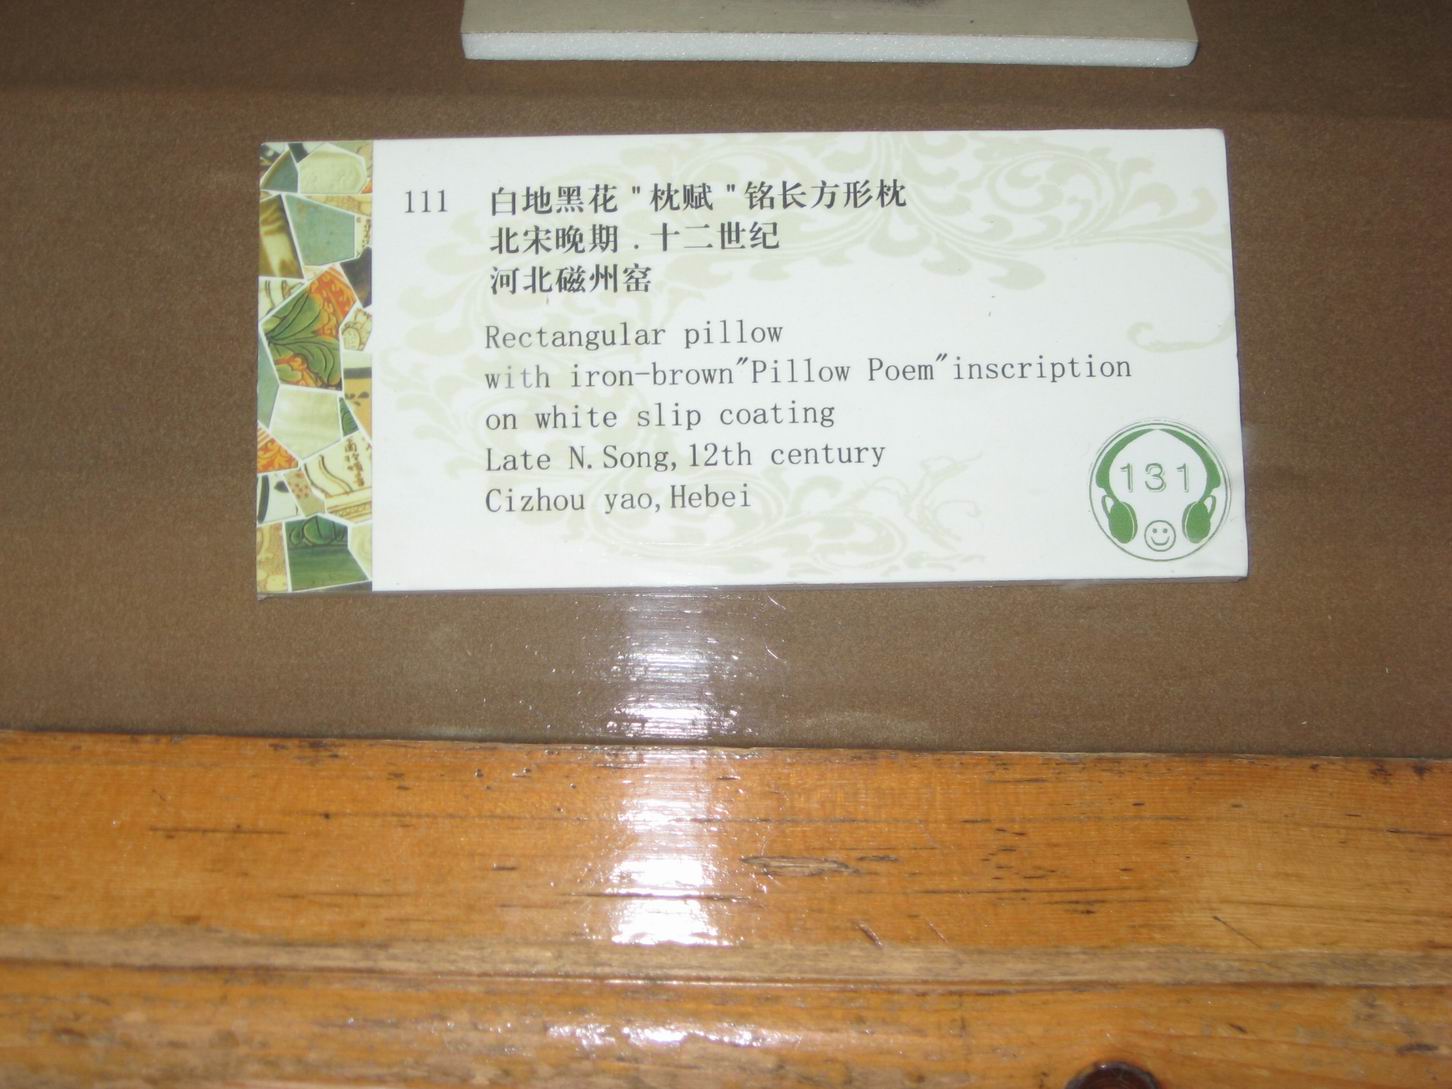 111 白地黑花"枕赋"铭长方形枕
北宋晚期.十二世纪
河北磁州窑
Rectangular pillow
with iron-brown"Pillow Poem"inscription
on white slip coating
Late N.Song,12th century
Cizhou yao,Hebei
131